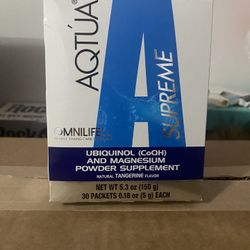 AQTÚA®
A
SUPREME
OMNILIFE®
UBIQUINOL (CoQH)
AND MAGNESIUM
POWDER SUPPLEMENT
NATURAL TANGERINE FLAVOR
NET WT 5.3 oz (150 g)
30 PACKETS 0.18 oz (5 g) EACH